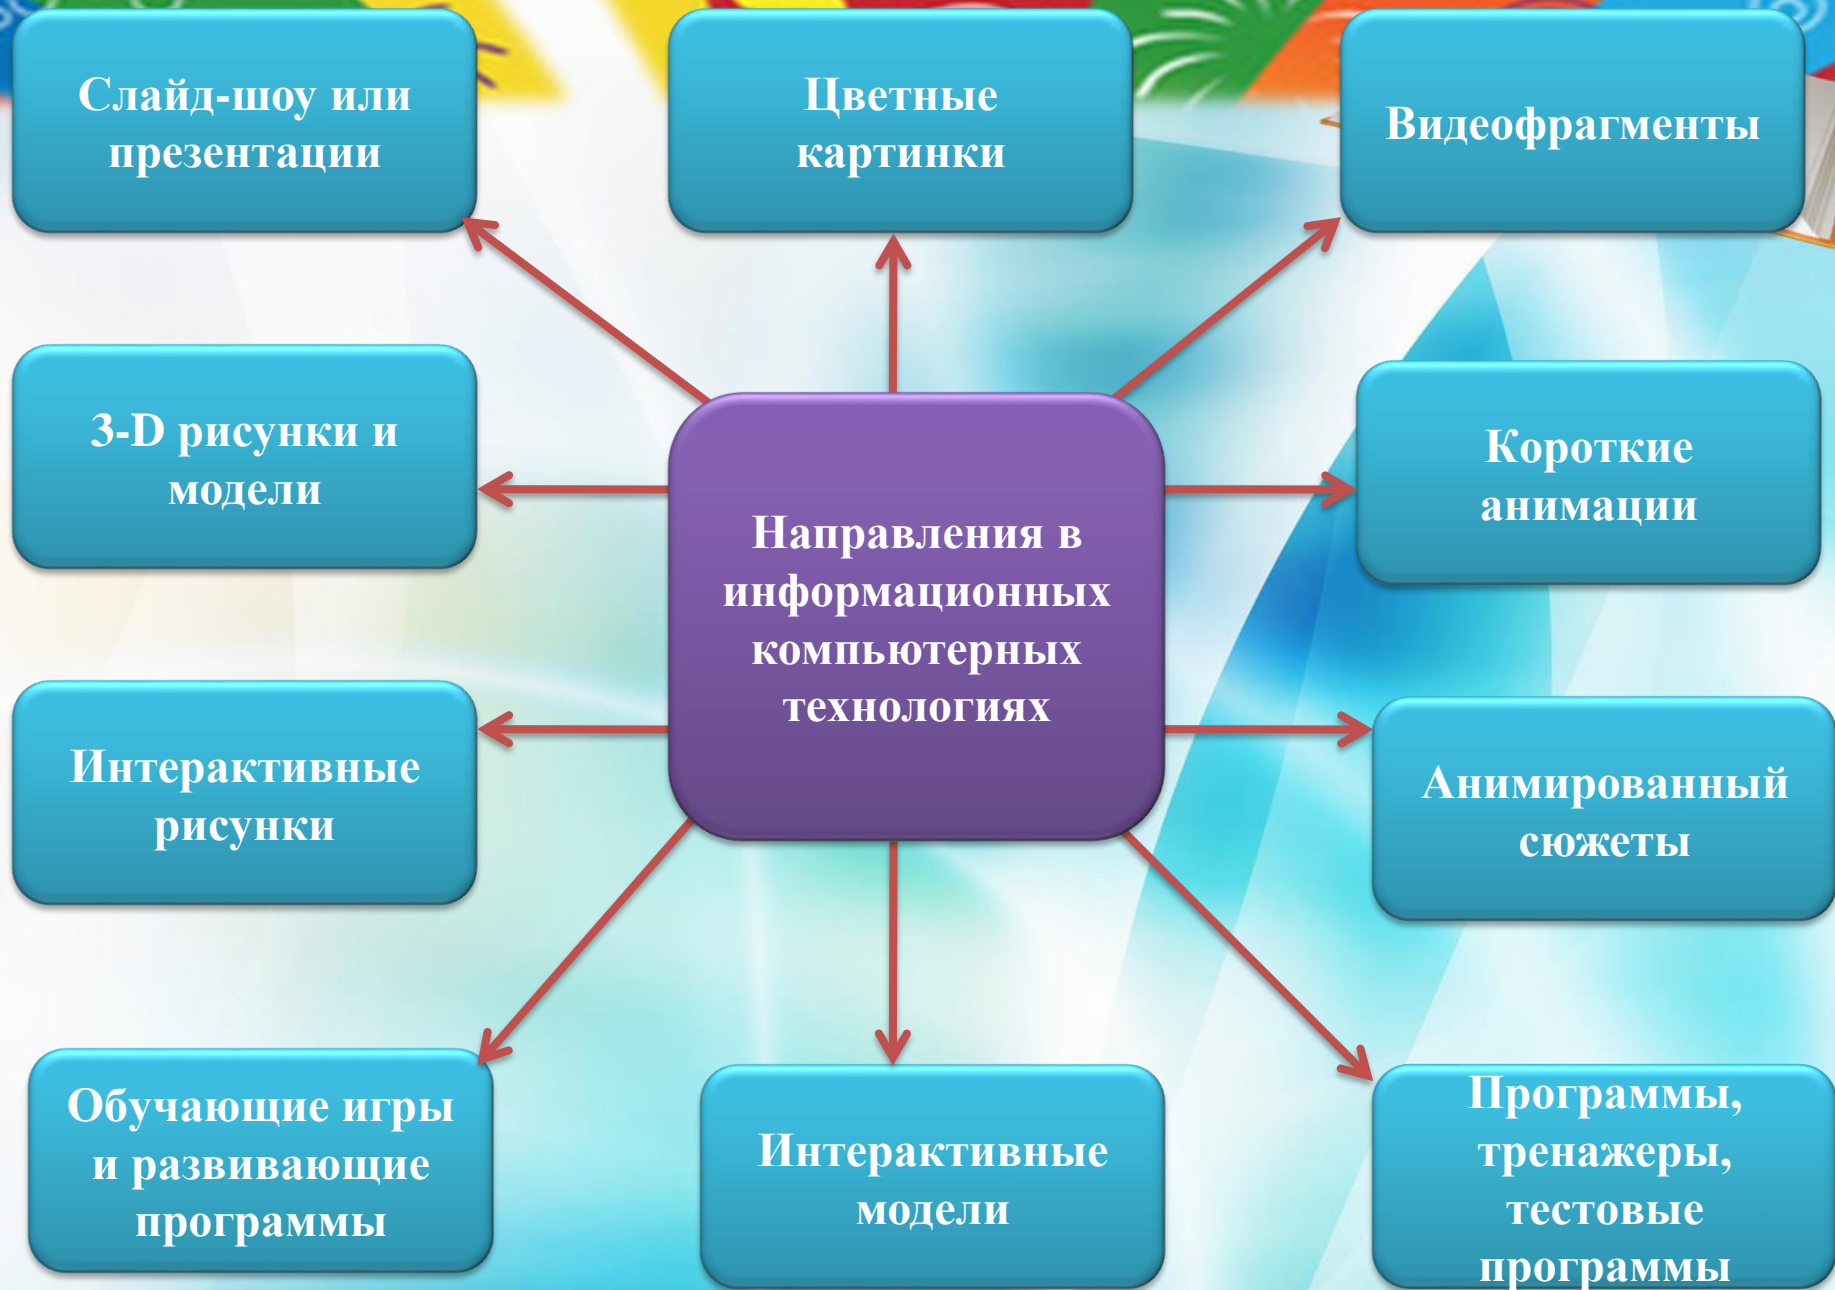 Слайд-шоу или
презентации
Цветные
картинки
Видеофрагменты
3-D рисунки и
модели
Короткие
анимации
Направления в
информационных
компьютерных
технологиях
Интерактивные
рисунки
Анимированный
сюжеты
Обучающие игры
и развивающие
программы
Интерактивные
модели
Программы,
тренажеры,
тестовые
программы